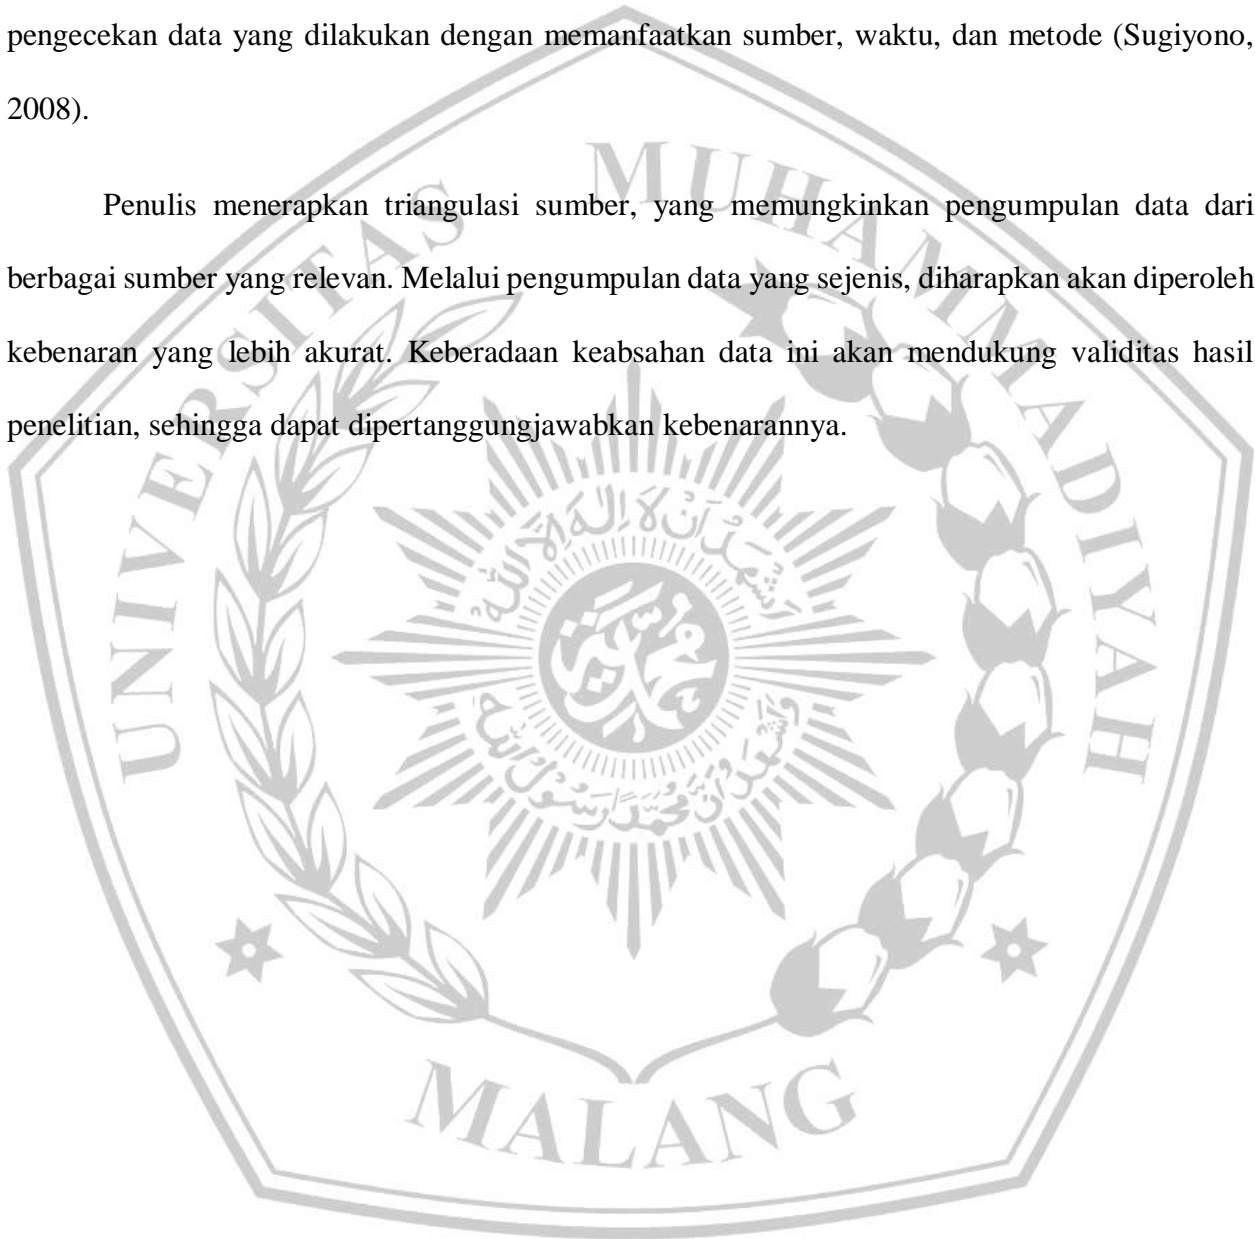 pengecekan data yang dilakukan dengan memanfaatkan sumber, waktu, dan metode (Sugiyono,
2008).
Penulis menerapkan triangulasi sumber, yang memungkinkan pengumpulan data dari
berbagai sumber yang relevan. Melalui pengumpulan data yang sejenis, diharapkan akan diperoleh
kebenaran yang lebih akurat. Keberadaan keabsahan data ini akan mendukung validitas hasil
penelitian, sehingga dapat dipertanggungjawabkan kebenarannya.
UNIVERSITAS MUHAMMADIYAH
MALANG